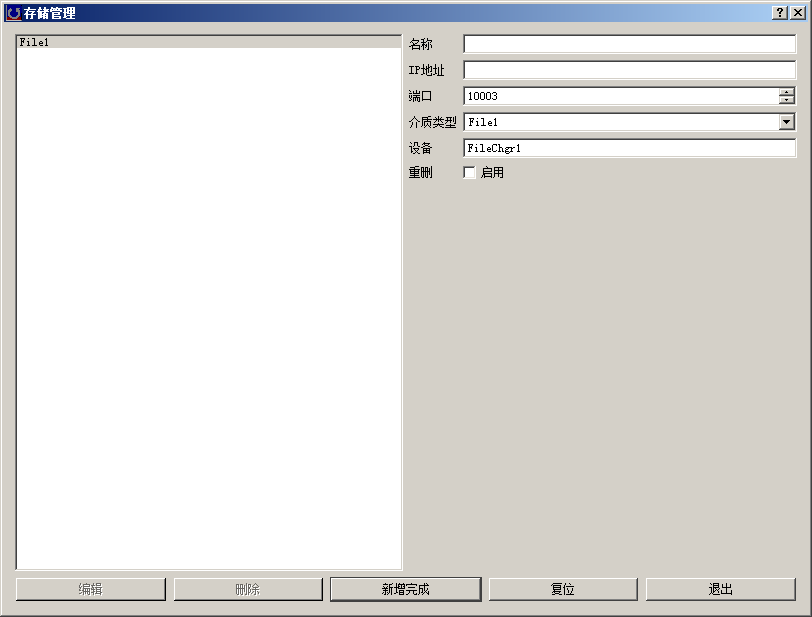 存储管理
File1
名称
IP地址
端口 10003
介质类型 File1
设备 FileChgr1
重删 启用
编辑 删除 新增完成 复位 退出